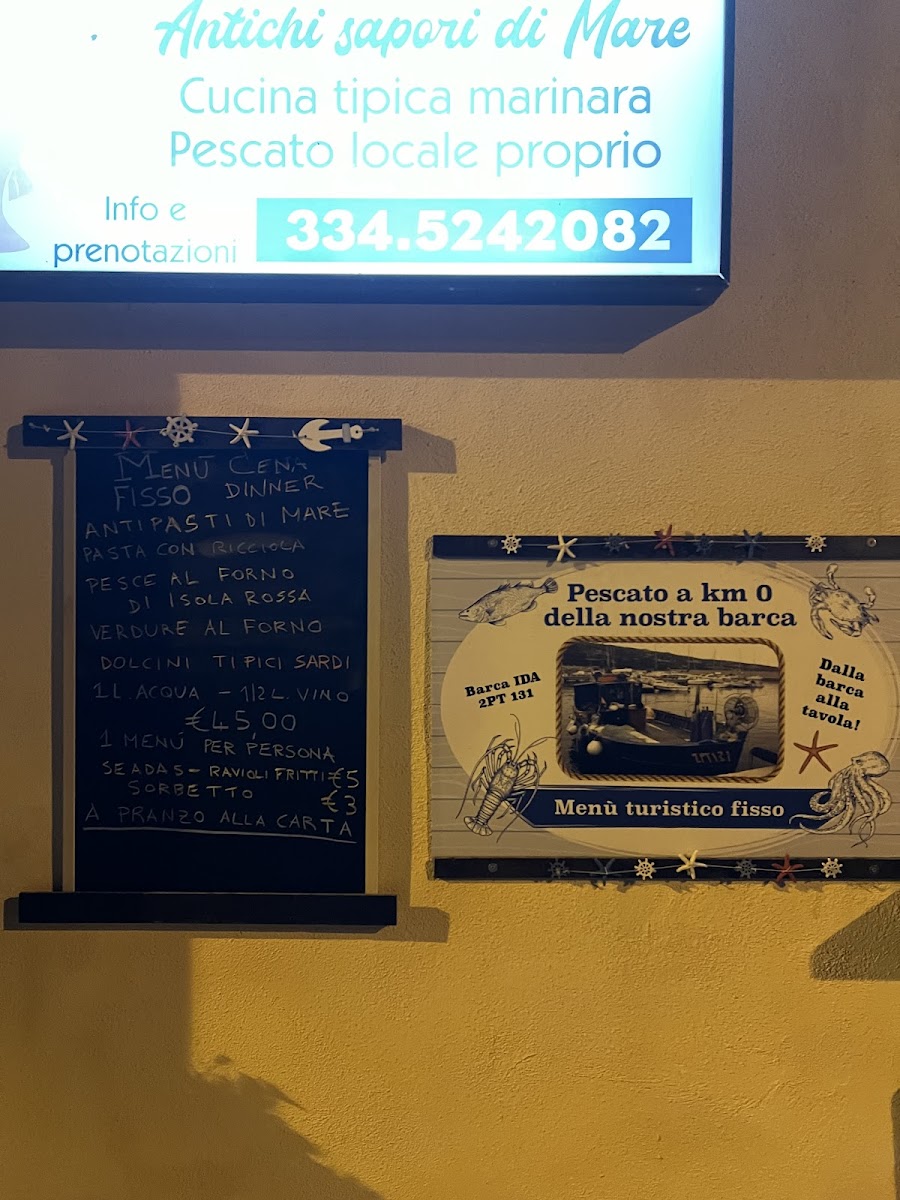 Antichi sapori di Mare
Cucina tipica marinara
Pescato locale proprio
Info e
prenotazioni
334.5242082
MENÚ CENA
FISSO DINNER
ANTIPASTI DI MARE
PASTA CON RICCIOLA
PESCE AL FORNO
DI ISOLA ROSSA
VERDURE AL FORNO
DOLCINI TIPICI SARDI
1 L. ACQUA - 1/2 L. VINO
€45,00
1 MENÚ PER PERSONA
SEADAS - RAVIOLI FRITTI €5
SORBETTO €3
A PRANZO ALLA CARTA
Pescato a km 0
della nostra barca
Barca IDA
2PT 131
Dalla
barca
alla
tavola!
Menù turistico fisso